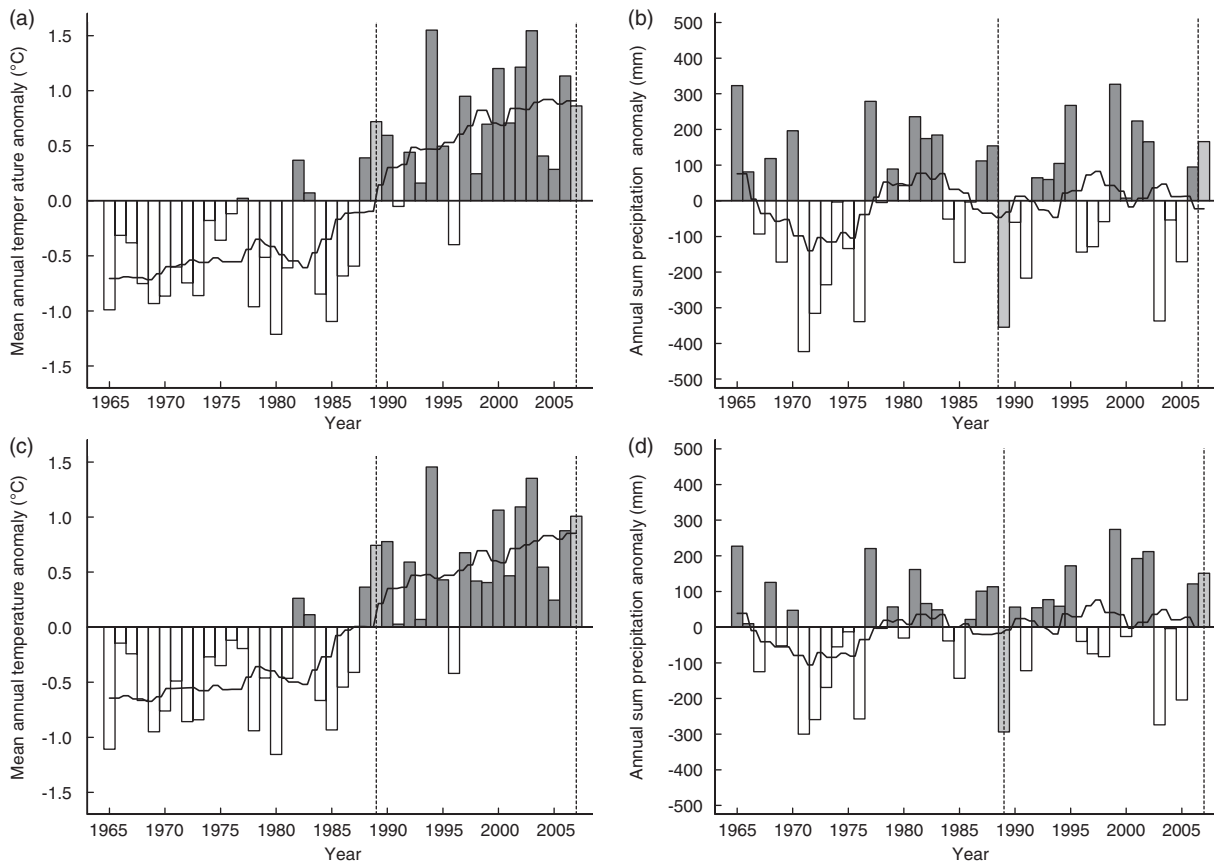 (a)
Mean annual temper ature anomaly (°C)
1.5
1.0
0.5
0.0
-0.5
-1.0
-1.5
1965 1970 1975 1980 1985 1990 1995 2000 2005
Year
(b)
Annual sum precipitation anomaly (mm)
500
400
300
200
100
0
-100
-200
-300
-400
-500
1965 1970 1975 1980 1985 1990 1995 2000 2005
Year
(c)
Mean annual temperature anomaly (°C)
1.5
1.0
0.5
0.0
-0.5
-1.0
-1.5
1965 1970 1975 1980 1985 1990 1995 2000 2005
Year
(d)
Annual sum precipitation anomaly (mm)
500
400
300
200
100
0
-100
-200
-300
-400
-500
1965 1970 1975 1980 1985 1990 1995 2000 2005
Year